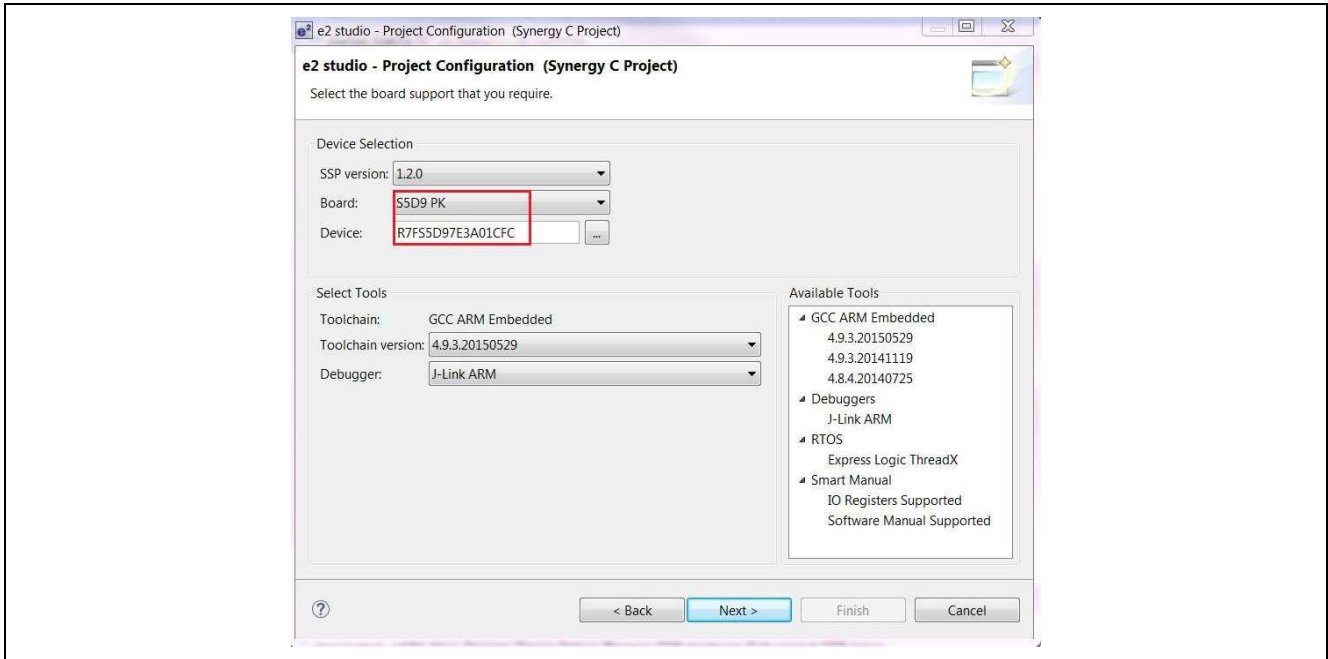 e² e2 studio - Project Configuration (Synergy C Project)
e2 studio - Project Configuration (Synergy C Project)
Select the board support that you require.
Device Selection
SSP version: 1.2.0
Board: S5D9 PK
Device: R7FS5D97E3A01CFC ...
Select Tools
Toolchain: GCC ARM Embedded
Toolchain version: 4.9.3.20150529
Debugger: J-Link ARM
Available Tools
GCC ARM Embedded
4.9.3.20150529
4.9.3.20141119
4.8.4.20140725
Debuggers
J-Link ARM
RTOS
Express Logic ThreadX
Smart Manual
IO Registers Supported
Software Manual Supported
? < Back Next > Finish Cancel